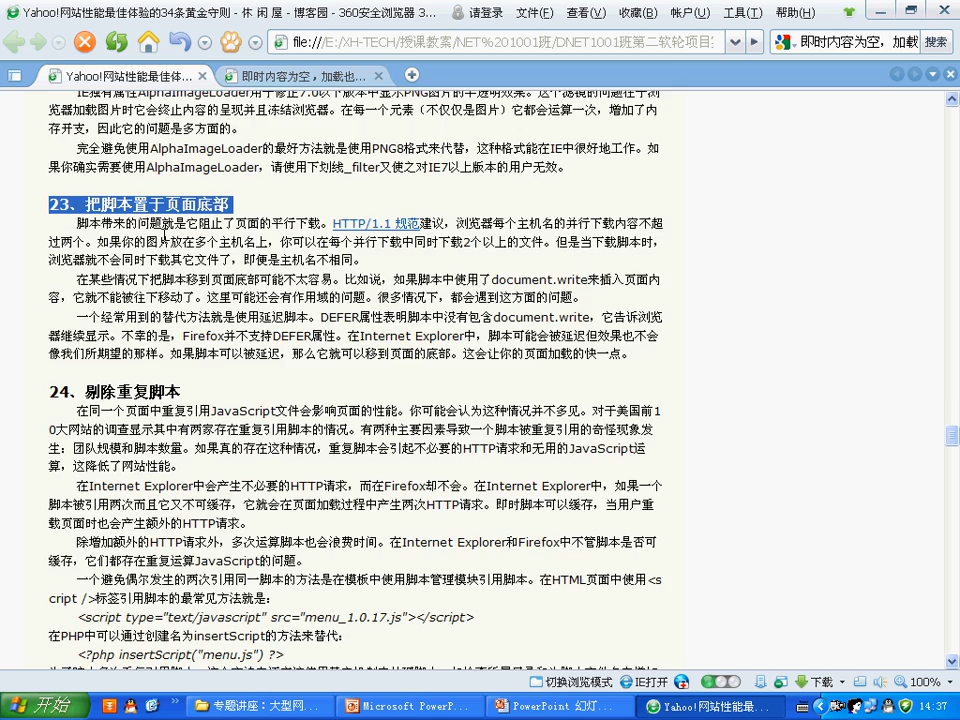 Yahoo!网站性能最佳体验的34条黄金守则 - 休 闲 屋 - 博客园 - 360安全浏览器 3... 请登录 文件(F) 查看(V) 收藏(B) 帐户(U) 工具(T) 帮助(H)
file:///E:/XH-TECH/授课教案/NET%201001班/DNET1001班第二软轮项目 即时内容为空，加载 搜索
Yahoo!网站性能最佳体... 即时内容为空，加载也...
IE独有属性AlphaImageLoader用于修正7.0以下版本中显示PNG图片的半透明效果。这个滤镜的问题在于浏
览器加载图片时它会终止内容的呈现并且冻结浏览器。在每一个元素（不仅仅是图片）它都会运算一次，增加了内
存开支，因此它的问题是多方面的。
完全避免使用AlphaImageLoader的最好方法就是使用PNG8格式来代替，这种格式能在IE中很好地工作。如
果你确实需要使用AlphaImageLoader，请使用下划线_filter又使之对IE7以上版本的用户无效。
23、把脚本置于页面底部
脚本带来的问题就是它阻止了页面的平行下载。HTTP/1.1 规范建议，浏览器每个主机名的并行下载内容不超
过两个。如果你的图片放在多个主机名上，你可以在每个并行下载中同时下载2个以上的文件。但是当下载脚本时，
浏览器就不会同时下载其它文件了，即便是主机名不相同。
在某些情况下把脚本移到页面底部可能不太容易。比如说，如果脚本中使用了document.write来插入页面内
容，它就不能被往下移动了。这里可能还会有作用域的问题。很多情况下，都会遇到这方面的问题。
一个经常用到的替代方法就是使用延迟脚本。DEFER属性表明脚本中没有包含document.write，它告诉浏览
器继续显示。不幸的是，Firefox并不支持DEFER属性。在Internet Explorer中，脚本可能会被延迟但效果也不会
像我们所期望的那样。如果脚本可以被延迟，那么它就可以移到页面的底部。这会让你的页面加载的快一点。
24、剔除重复脚本
在同一个页面中重复引用JavaScript文件会影响页面的性能。你可能会认为这种情况并不多见。对于美国前1
0大网站的调查显示其中有两家存在重复引用脚本的情况。有两种主要因素导致一个脚本被重复引用的奇怪现象发
生：团队规模和脚本数量。如果真的存在这种情况，重复脚本会引起不必要的HTTP请求和无用的JavaScript运
算，这降低了网站性能。
在Internet Explorer中会产生不必要的HTTP请求，而在Firefox却不会。在Internet Explorer中，如果一个
脚本被引用两次而且它又不可缓存，它就会在页面加载过程中产生两次HTTP请求。即时脚本可以缓存，当用户重
载页面时也会产生额外的HTTP请求。
除增加额外的HTTP请求外，多次运算脚本也会浪费时间。在Internet Explorer和Firefox中不管脚本是否可
缓存，它们都存在重复运算JavaScript的问题。
一个避免偶尔发生的两次引用同一脚本的方法是在模板中使用脚本管理模块引用脚本。在HTML页面中使用<s
cript />标签引用脚本的最常见方法就是：
<script type="text/javascript" src="menu_1.0.17.js"></script>
在PHP中可以通过创建名为insertScript的方法来替代：
<?php insertScript("menu.js") ?>
切换浏览模式 IE打开 下载 100%
开始 专题讲座：大型网... Microsoft PowerP... PowerPoint 幻灯... Yahoo!网站性能最... 14:37